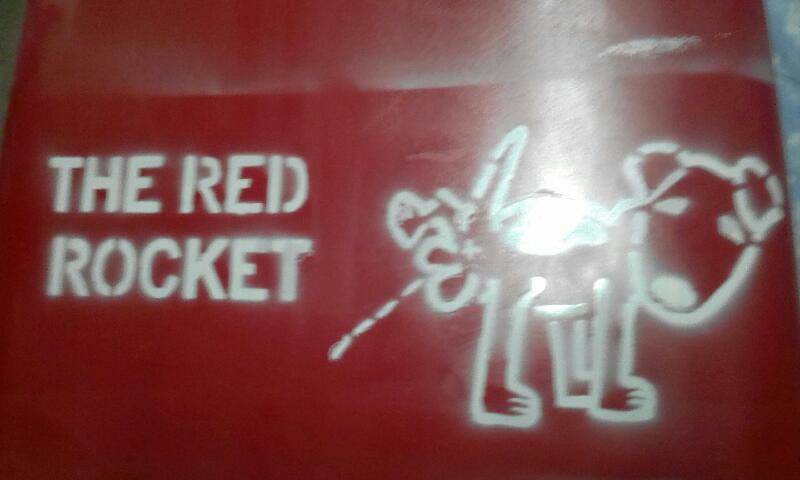 THE RED
ROCKET